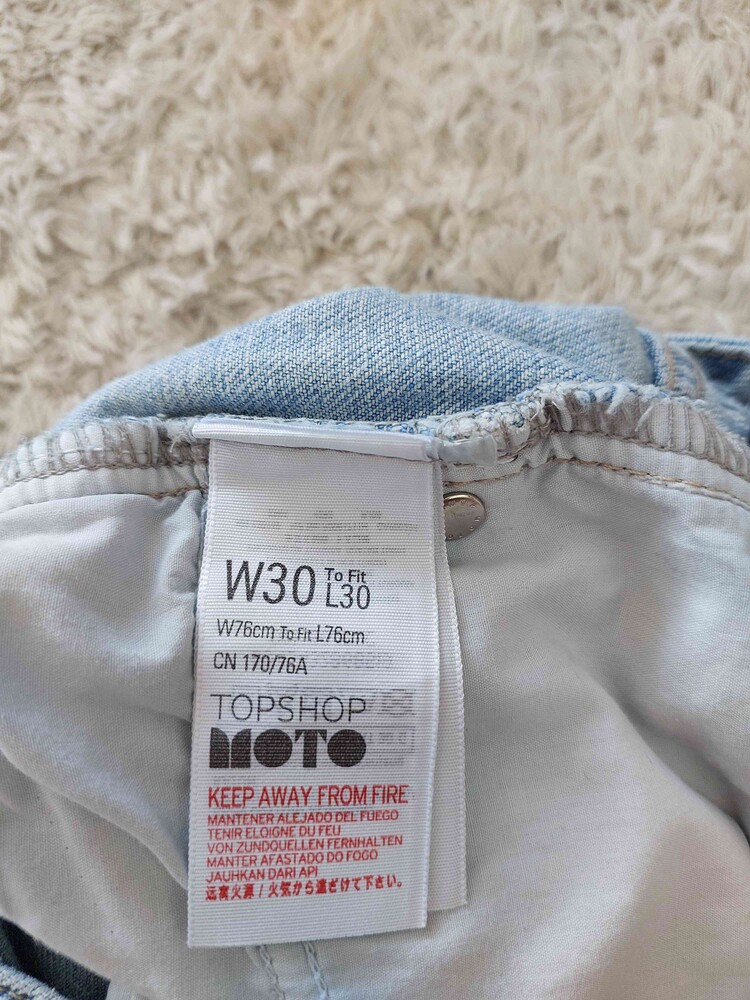 W30 To Fit L30
W76cm To Fit L76cm
CN 170/76A
TOPSHOP
MOTO
KEEP AWAY FROM FIRE
MANTENER ALEJADO DEL FUEGO
TENIR ELOIGNE DU FEU
VON ZUNDQUELLEN FERNHALTEN
MANTER AFASTADO DO FOGO
JAUHKAN DARI API
远离火源 / 火気から遠ざけて下さい。